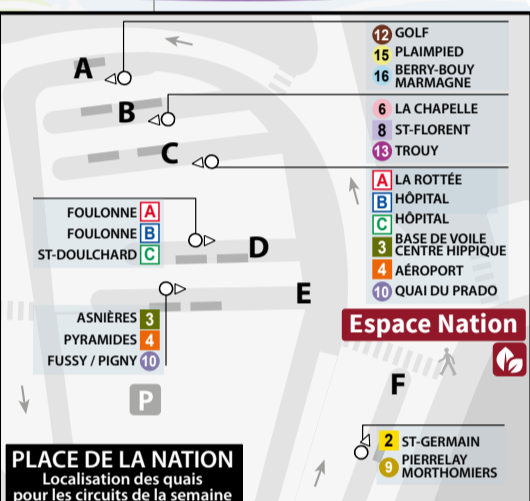 A
12 GOLF
15 PLAIMPIED
16 BERRY-BOUY
MARMAGNE
B
6 LA CHAPELLE
8 ST-FLORENT
13 TROUY
C
A LA ROTTÉE
B HÔPITAL
C HÔPITAL
3 BASE DE VOILE
CENTRE HIPPIQUE
4 AÉROPORT
10 QUAI DU PRADO
FOULONNE A
FOULONNE B
ST-DOULCHARD C
D
E
ASNIÈRES 3
PYRAMIDES 4
FUSSY / PIGNY 10
Espace Nation
P
F
2 ST-GERMAIN
9 PIERRELAY
MORTHOMIERS
PLACE DE LA NATION
Localisation des quais
pour les circuits de la semaine